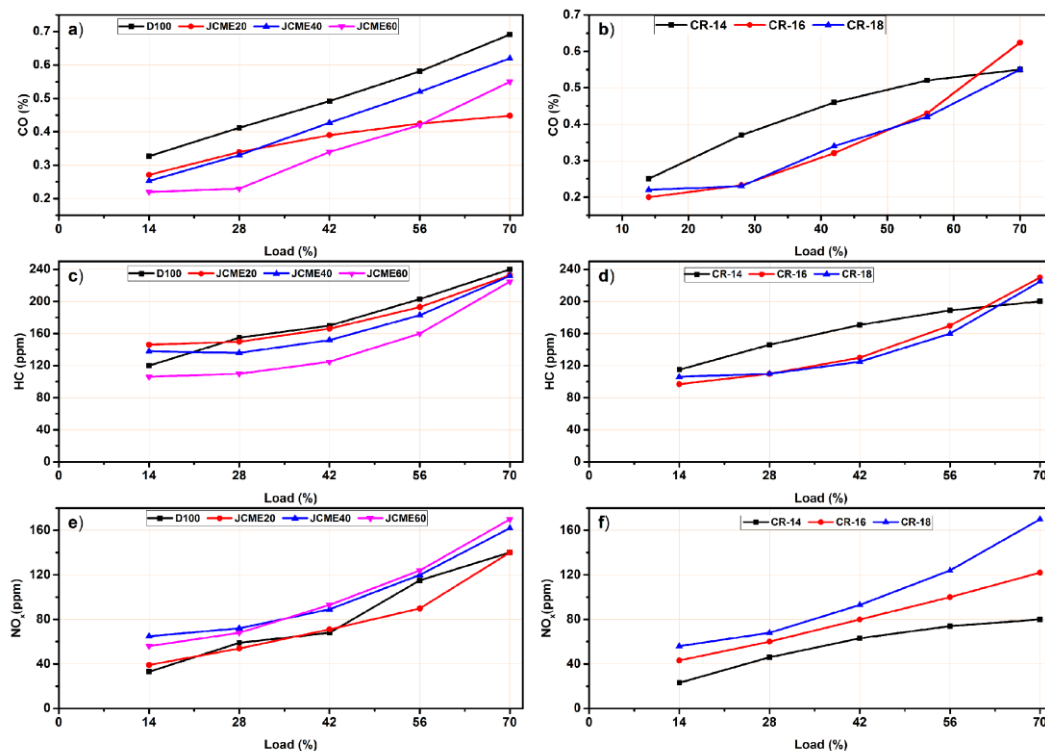 a)
D100 JCME20 JCME40 JCME60
0.7
0.6
0.5
0.4
0.3
0.2
CO (%)
0 14 28 42 56 70
Load (%)
b)
CR-14 CR-16 CR-18
0.7
0.6
0.5
0.4
0.3
0.2
CO (%)
10 20 30 40 50 60 70
Load (%)
c)
D100 JCME20 JCME40 JCME60
240
200
160
120
80
40
0
HC (ppm)
0 14 28 42 56 70
Load (%)
d)
CR-14 CR-16 CR-18
240
200
160
120
80
40
0
HC (ppm)
0 14 28 42 56 70
Load (%)
e)
D100 JCME20 JCME40 JCME60
160
120
80
40
0
NOx(ppm)
0 14 28 42 56 70
Load (%)
f)
CR-14 CR-16 CR-18
160
120
80
40
0
NOx(ppm)
0 14 28 42 56 70
Load (%)